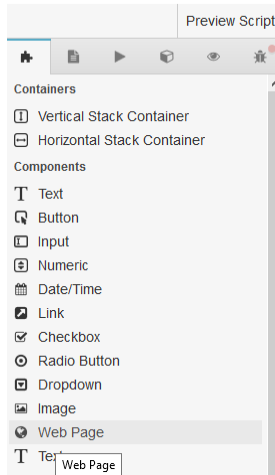 Preview Script
Containers
Vertical Stack Container
Horizontal Stack Container
Components
Text
Button
Input
Numeric
Date/Time
Link
Checkbox
Radio Button
Dropdown
Image
Web Page
Web Page